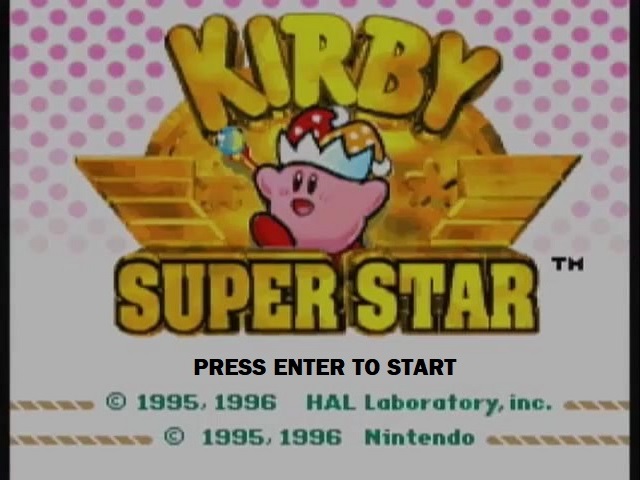 KIRBY
SUPER STAR ™
PRESS ENTER TO START
© 1995, 1996 HAL Laboratory, inc.
© 1995, 1996 Nintendo